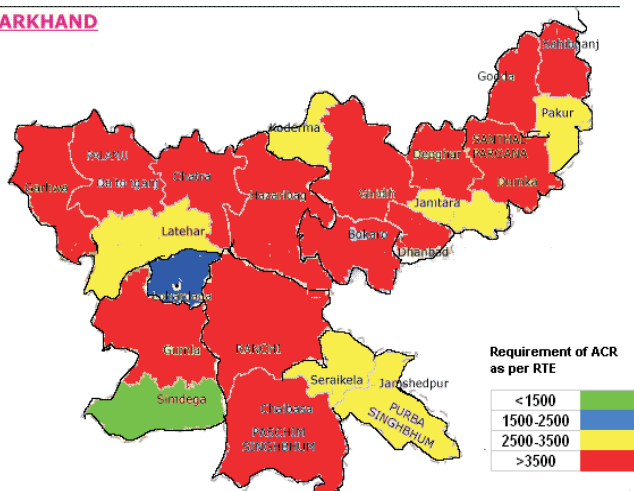 ARKHAND
Sahibganj
Godda
Koderma
Pakur
PALAMU
Daltonganj
Garhwa
Chatra
Hazaribag
Deoghar
SANTHAL
PARGANA
Dumka
Jamtara
Latehar
Bokaro
Dhanbad
Lohardaga
Gumla
RANCHI
Simdega
Seraikela
Jamshedpur
PURBA
SINGHBHUM
Chaibasa
PASCHIM
SINGHBHUM
Requirement of ACR
as per RTE
<1500
1500-2500
2500-3500
>3500